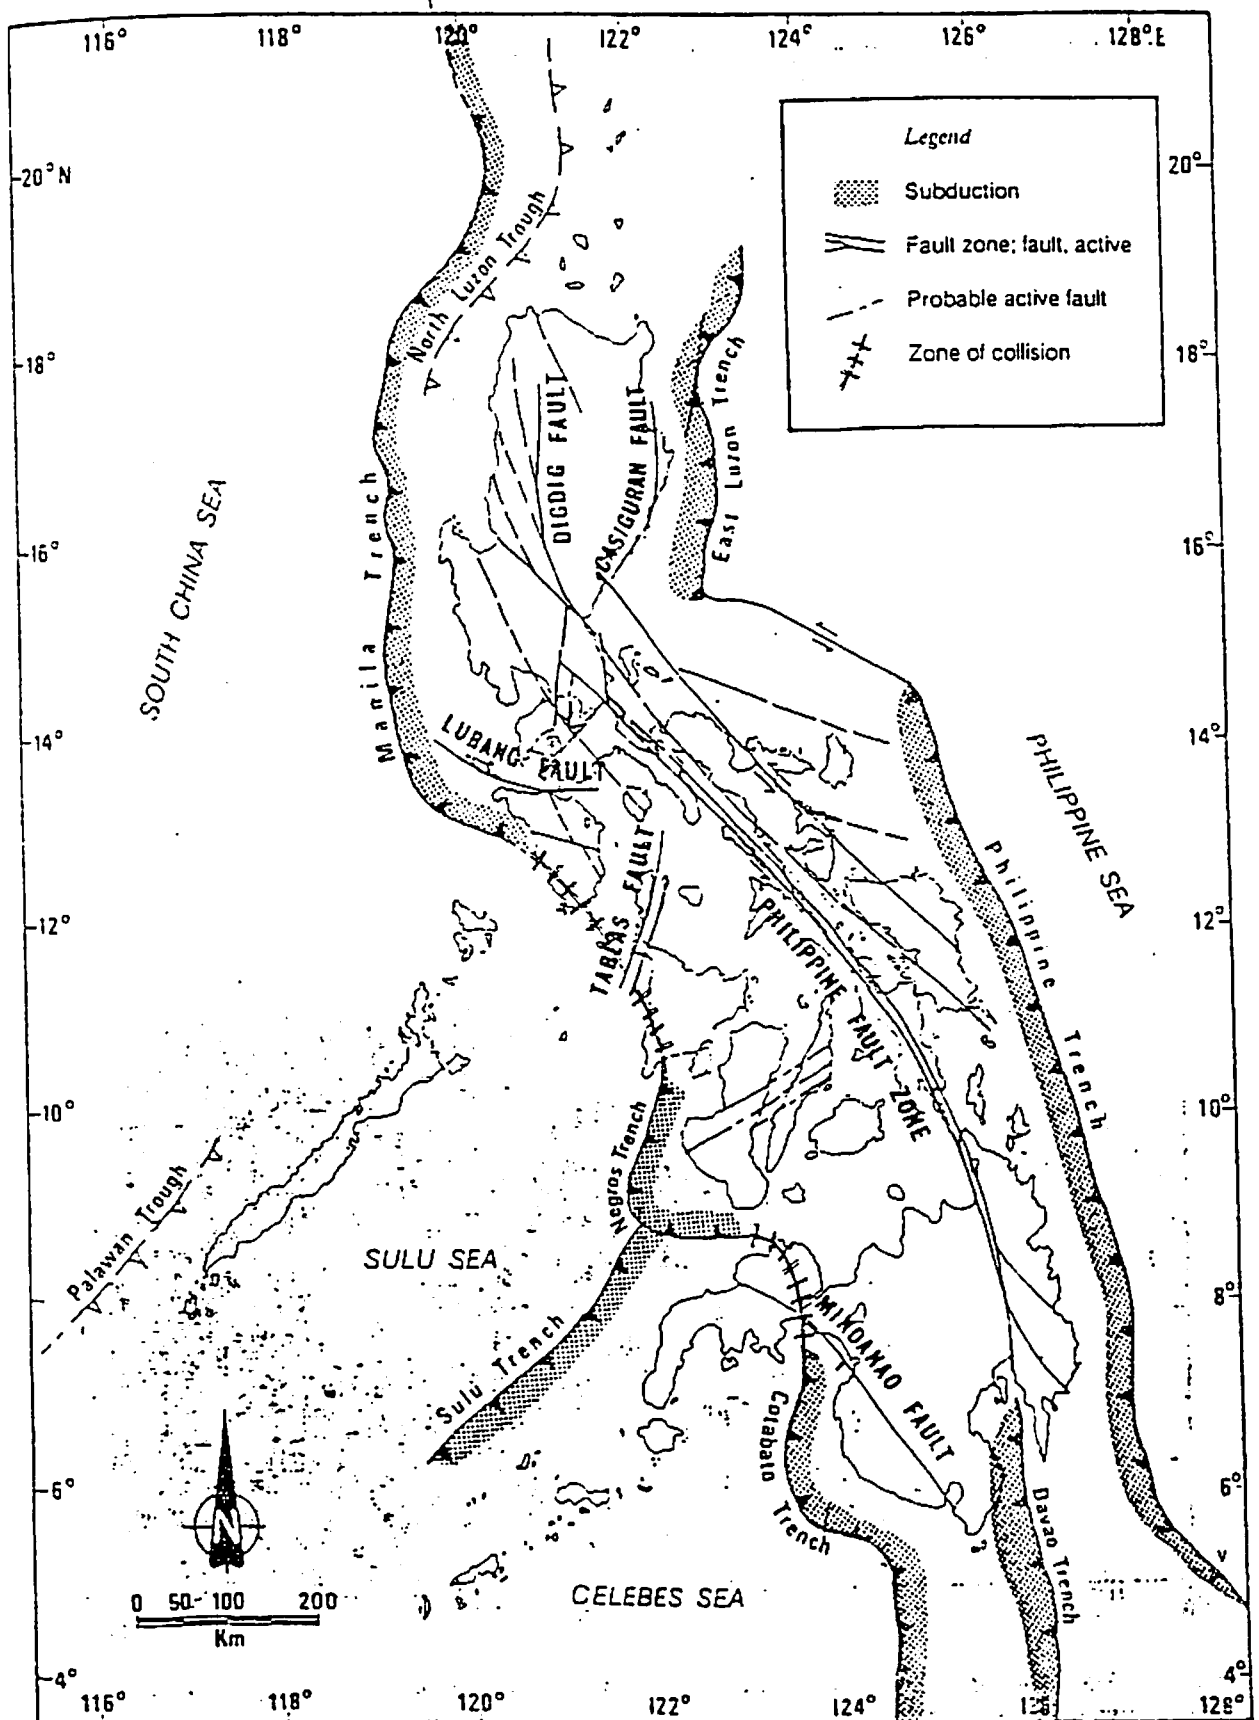 116°
118°
120°
122°
124°
126°
128°E
20°N
18°
16°
14°
12°
10°
6°
4°
20°
18°
16°
14°
12°
10°
8°
6°
4°
116°
118°
120°
122°
124°
128°
Legend
Subduction
Fault zone; fault, active
Probable active fault
Zone of collision
North Luzon Trough
East Luzon Trench
DIGDIG FAULT
CASIGURAN FAULT
Manila Trench
SOUTH CHINA SEA
LUBANG FAULT
PHILIPPINE SEA
Philippine Trench
TABLAS FAULT
PHILIPPINE FAULT ZONE
Negros Trench
Palawan Trough
SULU SEA
Sulu Trench
MINDANAO FAULT
Cotabato Trench
Davao Trench
CELEBES SEA
N
0 50 100 200
Km